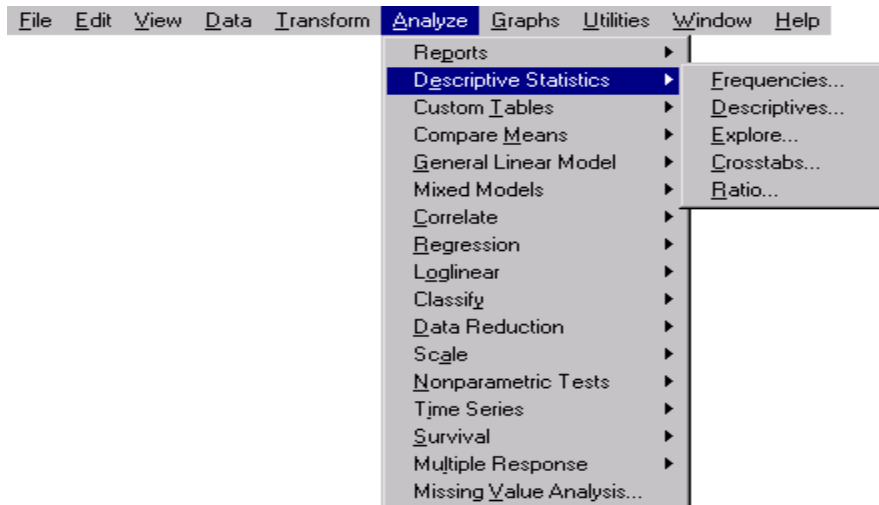 File Edit View Data Transform Analyze Graphs Utilities Window Help
Reports
Descriptive Statistics
Custom Tables
Compare Means
General Linear Model
Mixed Models
Correlate
Regression
Loglinear
Classify
Data Reduction
Scale
Nonparametric Tests
Time Series
Survival
Multiple Response
Missing Value Analysis...
Frequencies...
Descriptives...
Explore...
Crosstabs...
Ratio...